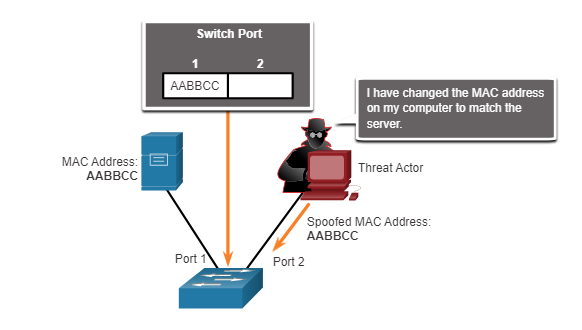 Switch Port
1 2
AABBCC
I have changed the MAC address
on my computer to match the
server.
MAC Address:
AABBCC
Threat Actor
Spoofed MAC Address:
AABBCC
Port 1
Port 2